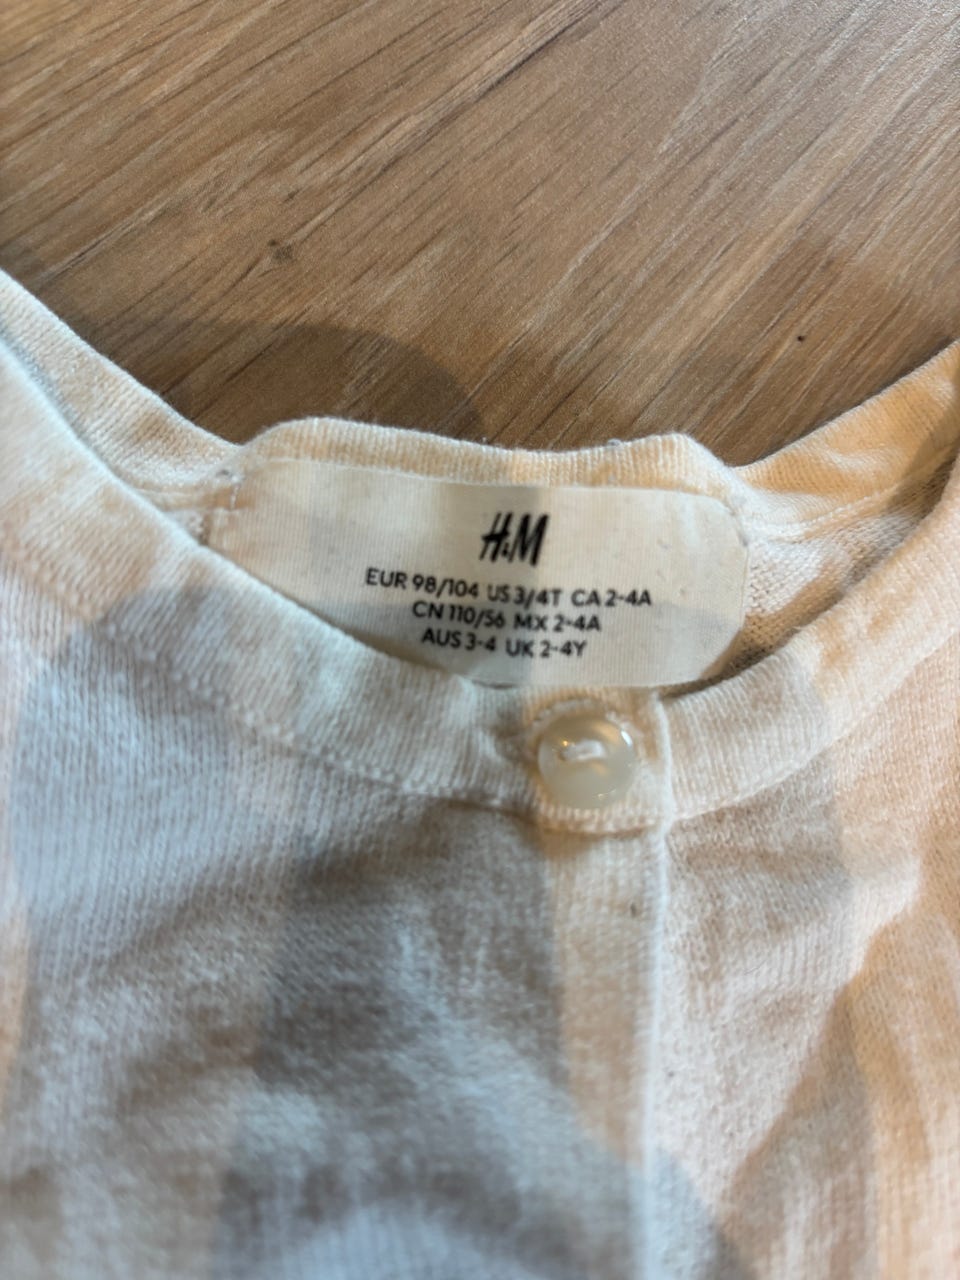 H&M
EUR 98/104 US 3/4T CA 2-4A
CN 110/56 MX 2-4A
AUS 3-4 UK 2-4Y